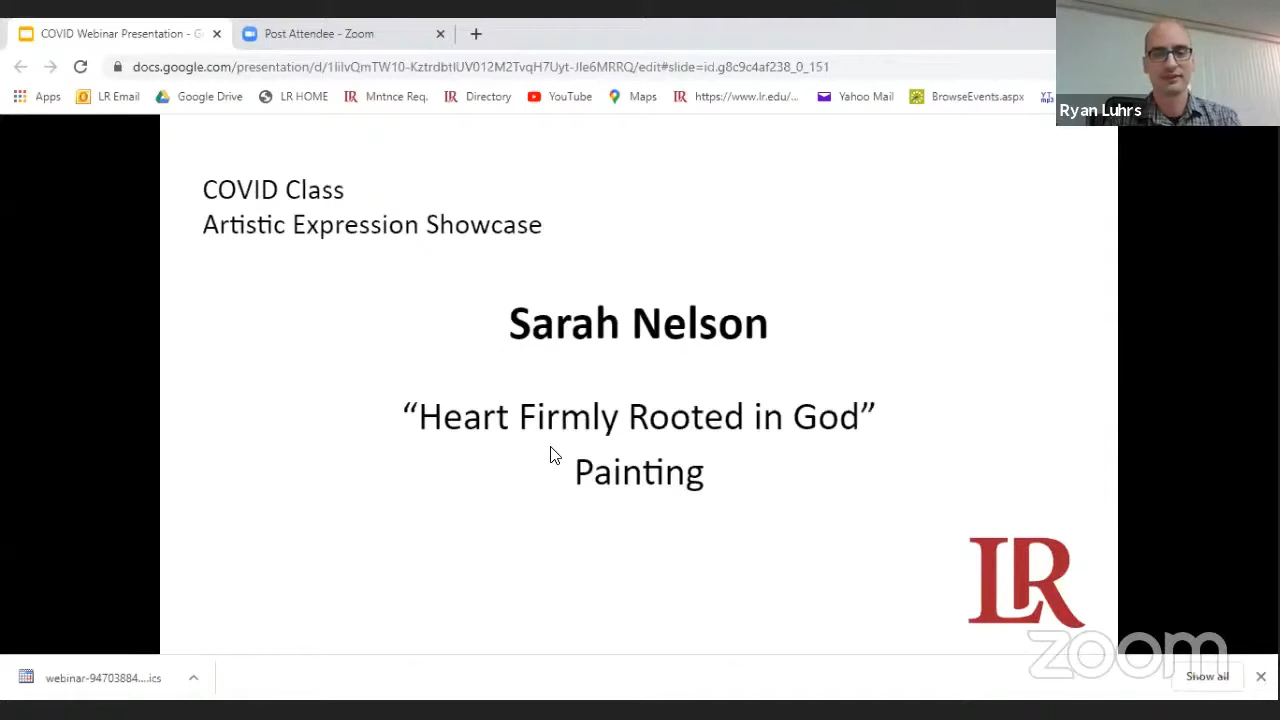 COVID Webinar Presentation - G
Post Attendee - Zoom
docs.google.com/presentation/d/1IiIvQmTW10-KztrdbtIUV012M2TvqH7Uyt-JIe6MRRQ/edit#slide=id.g8c9c4af238_0_151
Apps LR Email Google Drive LR HOME Mntnce Req. Directory YouTube Maps https://www.lr.edu/... Yahoo Mail BrowseEvents.aspx
Ryan Luhrs
COVID Class
Artistic Expression Showcase
Sarah Nelson
“Heart Firmly Rooted in God”
Painting
LR
zoom
webinar-94703884....ics
Show all